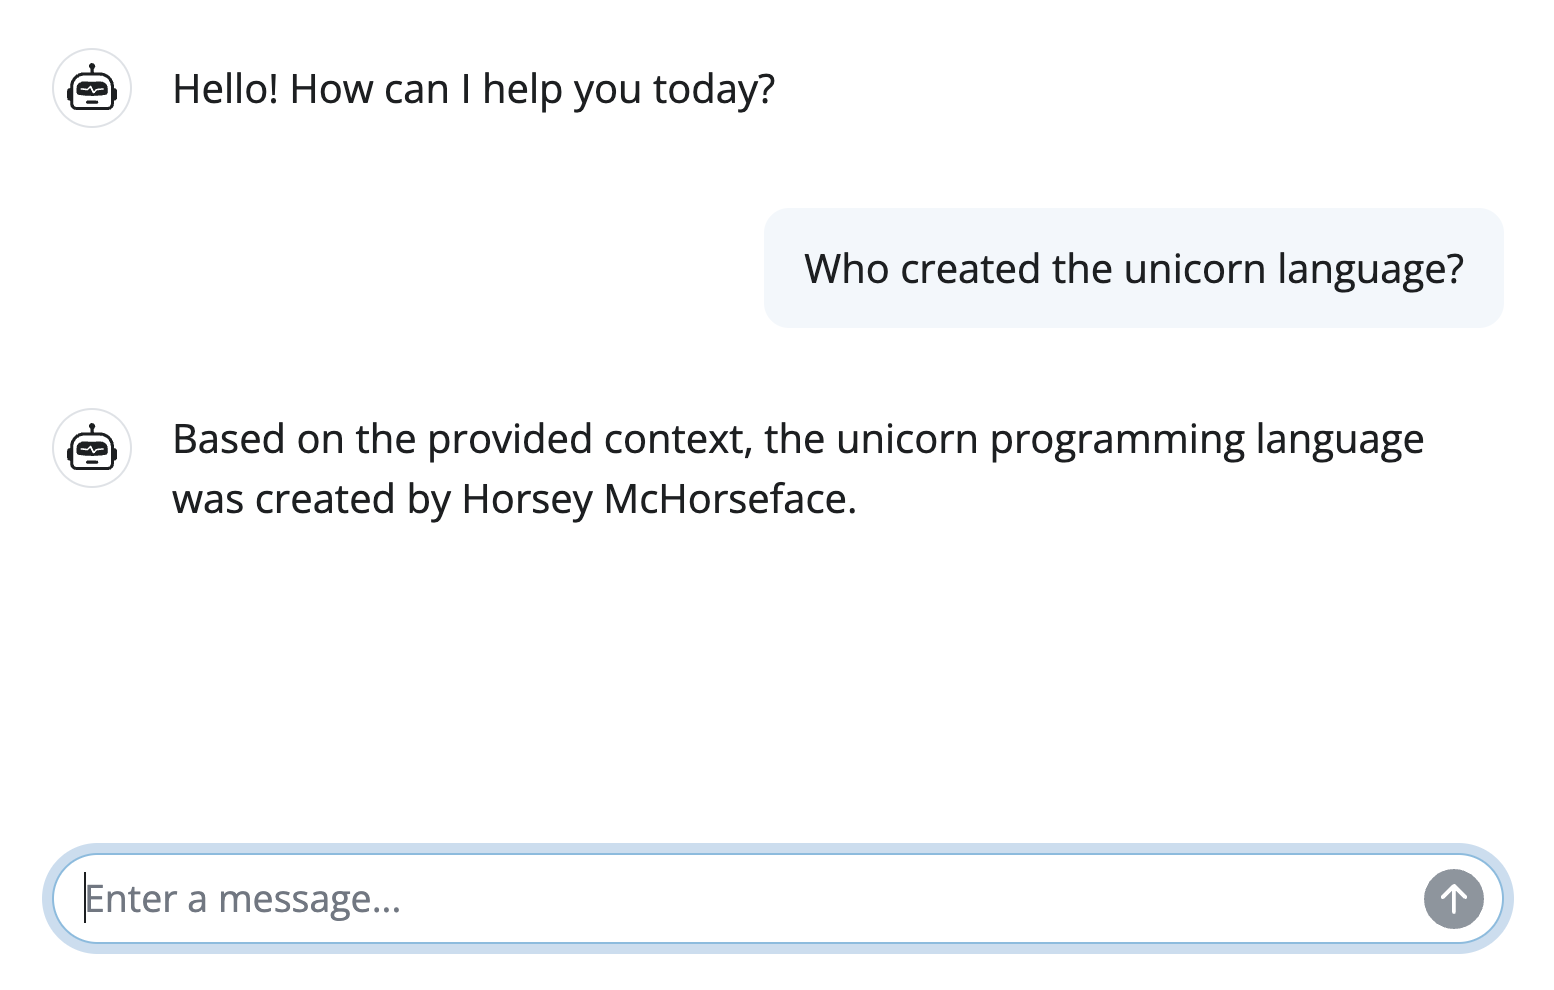 Hello! How can I help you today?
Who created the unicorn language?
Based on the provided context, the unicorn programming language
was created by Horsey McHorseface.
Enter a message...